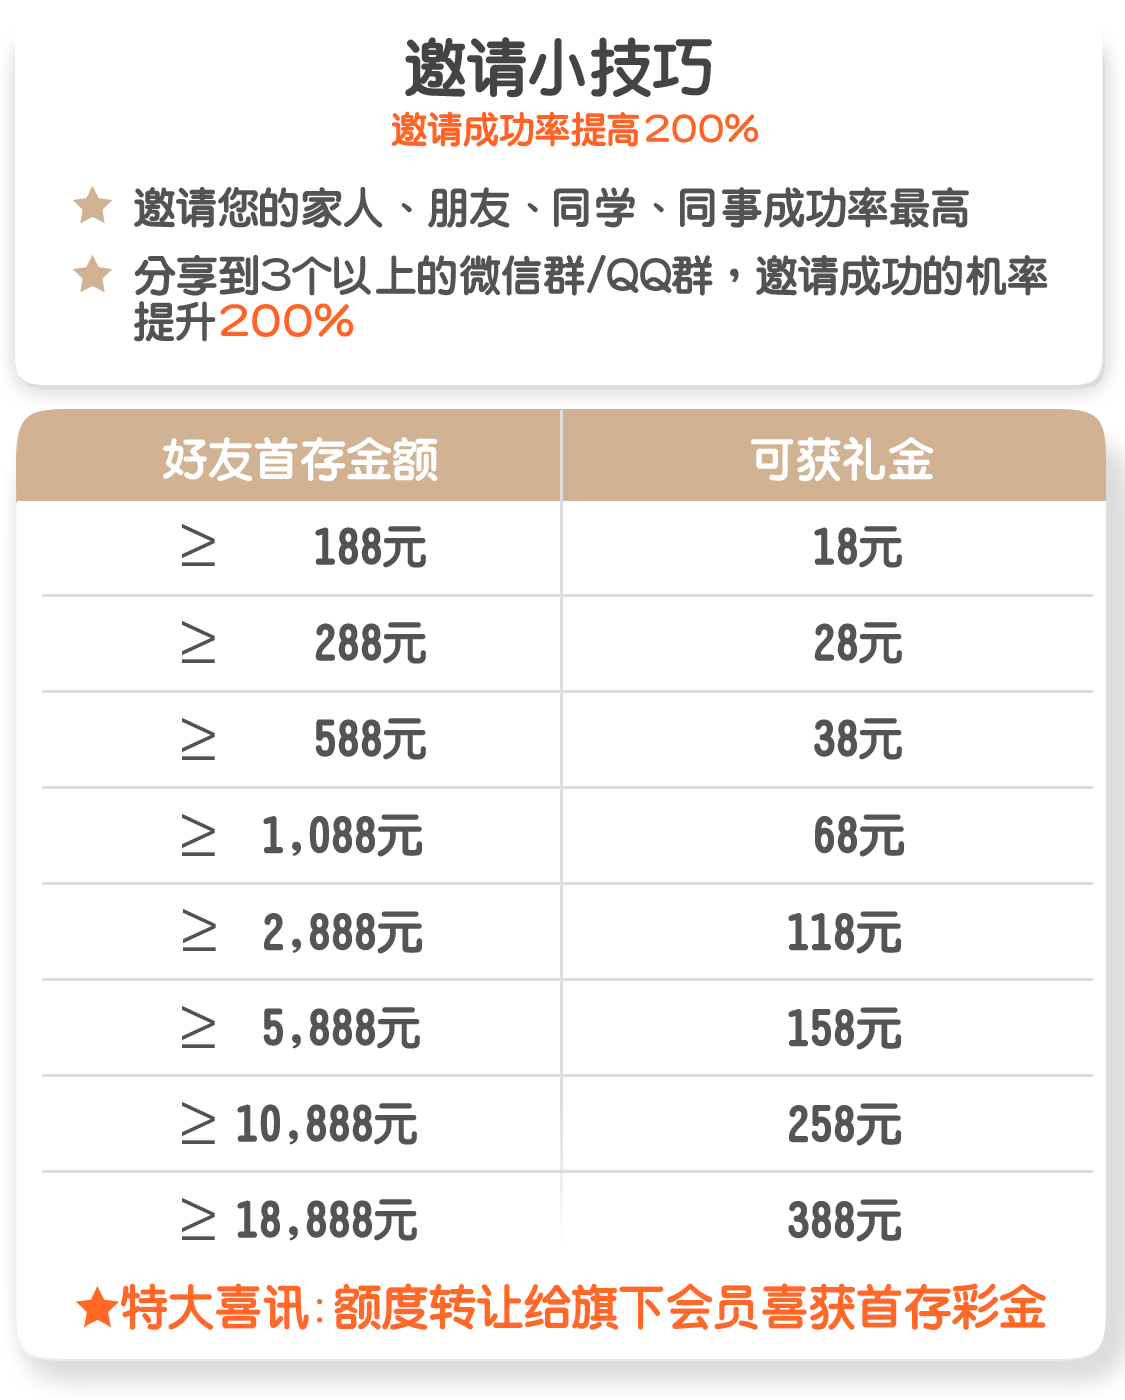 邀请小技巧
邀请成功率提高200%
★ 邀请您的家人、朋友、同学、同事成功率最高
★ 分享到3个以上的微信群/QQ群，邀请成功的机率
提升200%
好友首存金额 可获礼金
≥ 188元 18元
≥ 288元 28元
≥ 588元 38元
≥ 1,088元 68元
≥ 2,888元 118元
≥ 5,888元 158元
≥ 10,888元 258元
≥ 18,888元 388元
★特大喜讯:额度转让给旗下会员喜获首存彩金